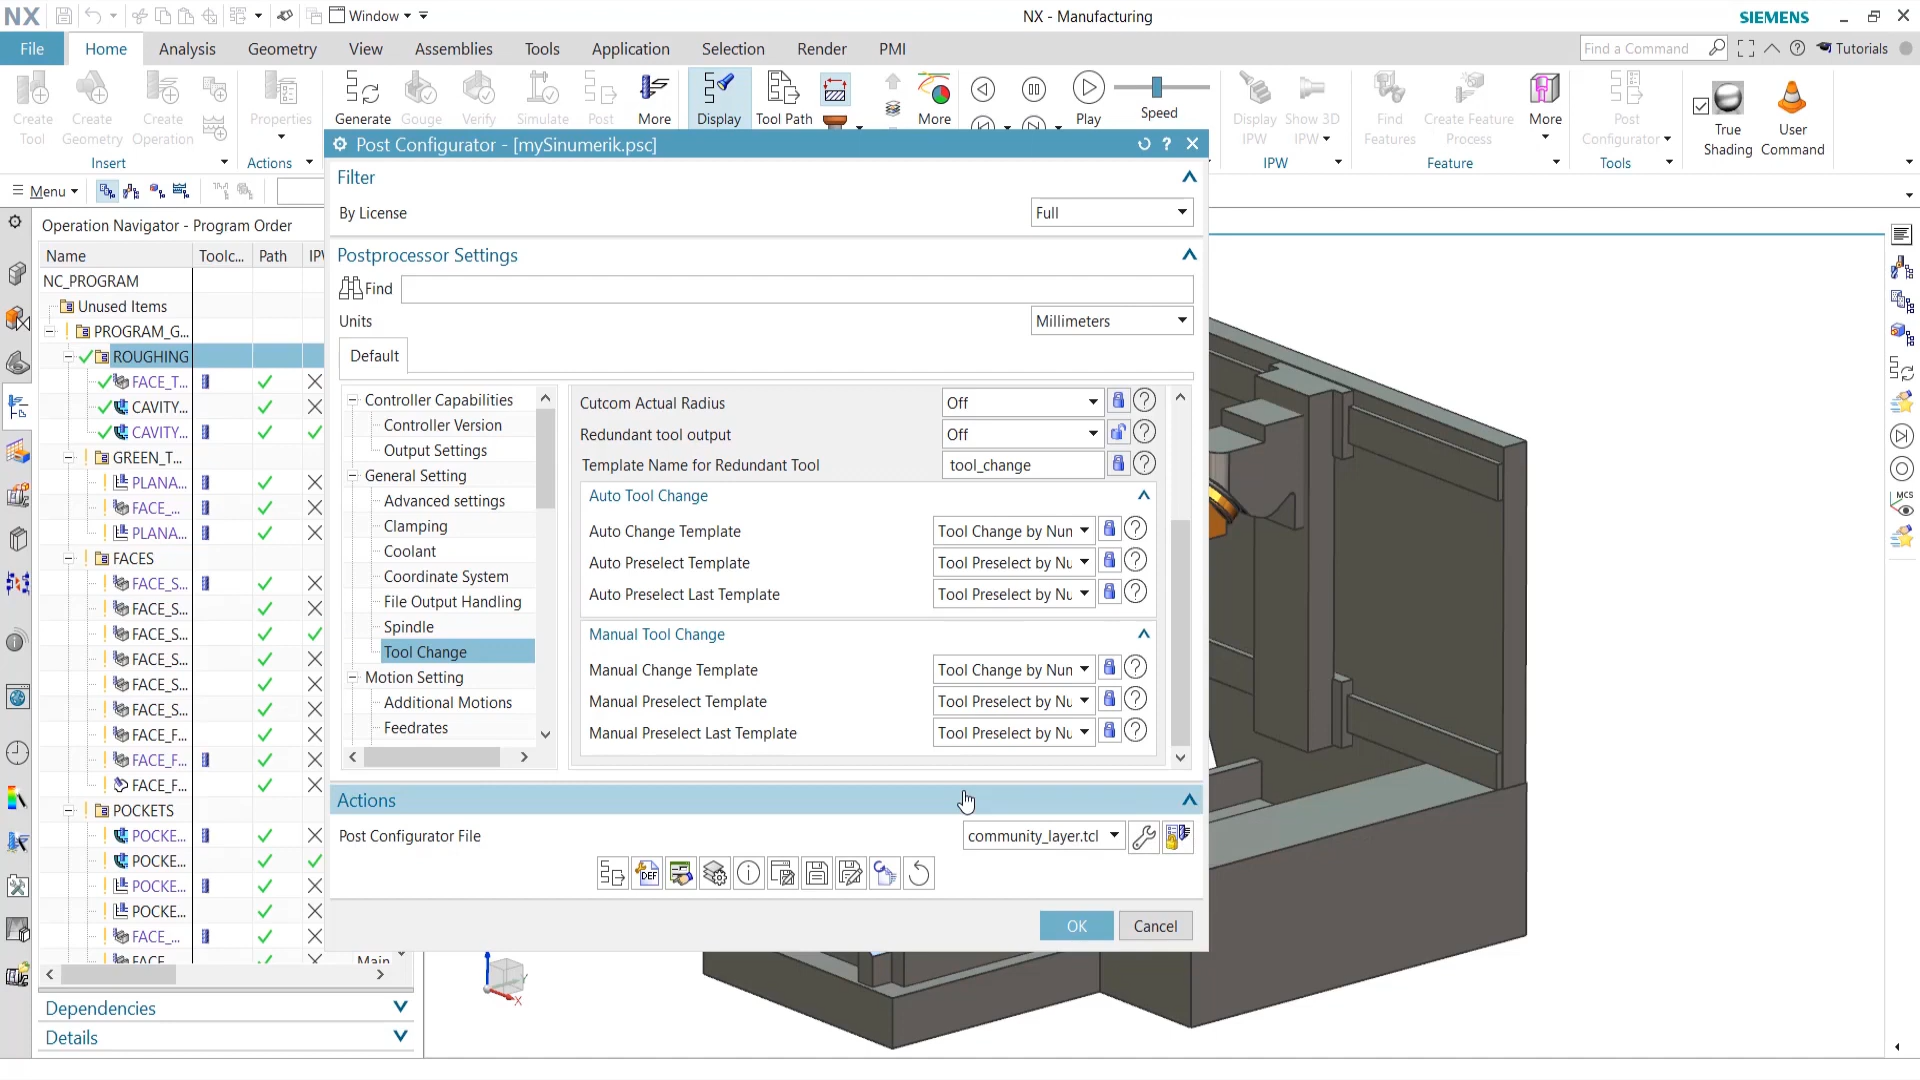 NX
Window
NX - Manufacturing
SIEMENS
File
Home
Analysis
Geometry
View
Assemblies
Tools
Application
Selection
Render
PMI
Find a Command
Tutorials
Create Tool
Create Geometry
Create Operation
Properties
Generate
Gouge
Verify
Simulate
Post
More
Display
Tool Path
More
Play
Speed
Display IPW
Show 3D IPW
Find Features
Create Feature Process
More
Post Configurator
True Shading
User Command
Insert
Actions
IPW
Feature
Tools
Menu
Post Configurator - [mySinumerik.psc]
Filter
By License
Full
Postprocessor Settings
Find
Units
Millimeters
Default
Controller Capabilities
Controller Version
Output Settings
General Setting
Advanced settings
Clamping
Coolant
Coordinate System
File Output Handling
Spindle
Tool Change
Motion Setting
Additional Motions
Feedrates
Cutcom Actual Radius
Off
Redundant tool output
Off
Template Name for Redundant Tool
tool_change
Auto Tool Change
Auto Change Template
Tool Change by Nun
Auto Preselect Template
Tool Preselect by Nu
Auto Preselect Last Template
Tool Preselect by Nu
Manual Tool Change
Manual Change Template
Tool Change by Nun
Manual Preselect Template
Tool Preselect by Nu
Manual Preselect Last Template
Tool Preselect by Nu
Actions
Post Configurator File
community_layer.tcl
DEF
OK
Cancel
Operation Navigator - Program Order
Name
Toolc...
Path
NC_PROGRAM
Unused Items
PROGRAM_G...
ROUGHING
FACE_T...
CAVITY...
CAVITY...
GREEN_T...
PLANA...
FACE_...
PLANA...
FACES
FACE_S...
FACE_S...
FACE_S...
FACE_S...
FACE_S...
FACE_S...
FACE_F...
FACE_F...
FACE_F...
POCKETS
POCKE...
POCKE...
POCKE...
POCKE...
FACE_...
FACE
Main
Dependencies
Details
X
MCS